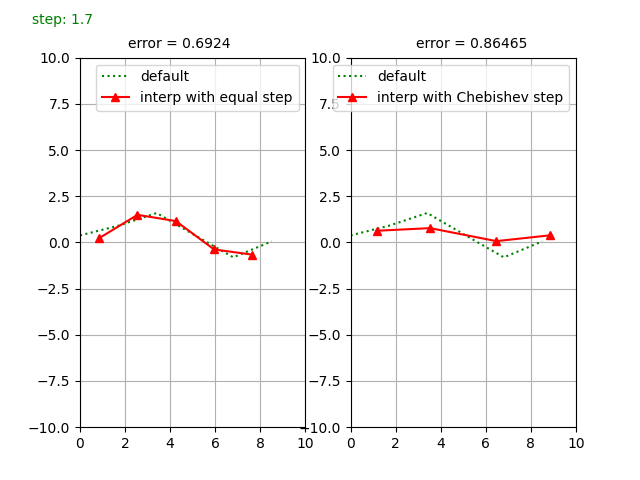 step: 1.7
error = 0.6924
error = 0.86465
default
interp with equal step
default
interp with Chebishev step
10.0
7.5
5.0
2.5
0.0
−2.5
−5.0
−7.5
−10.0
0 2 4 6 8 10
10.0
7.5
5.0
2.5
0.0
−2.5
−5.0
−7.5
−10.0
0 2 4 6 8 10